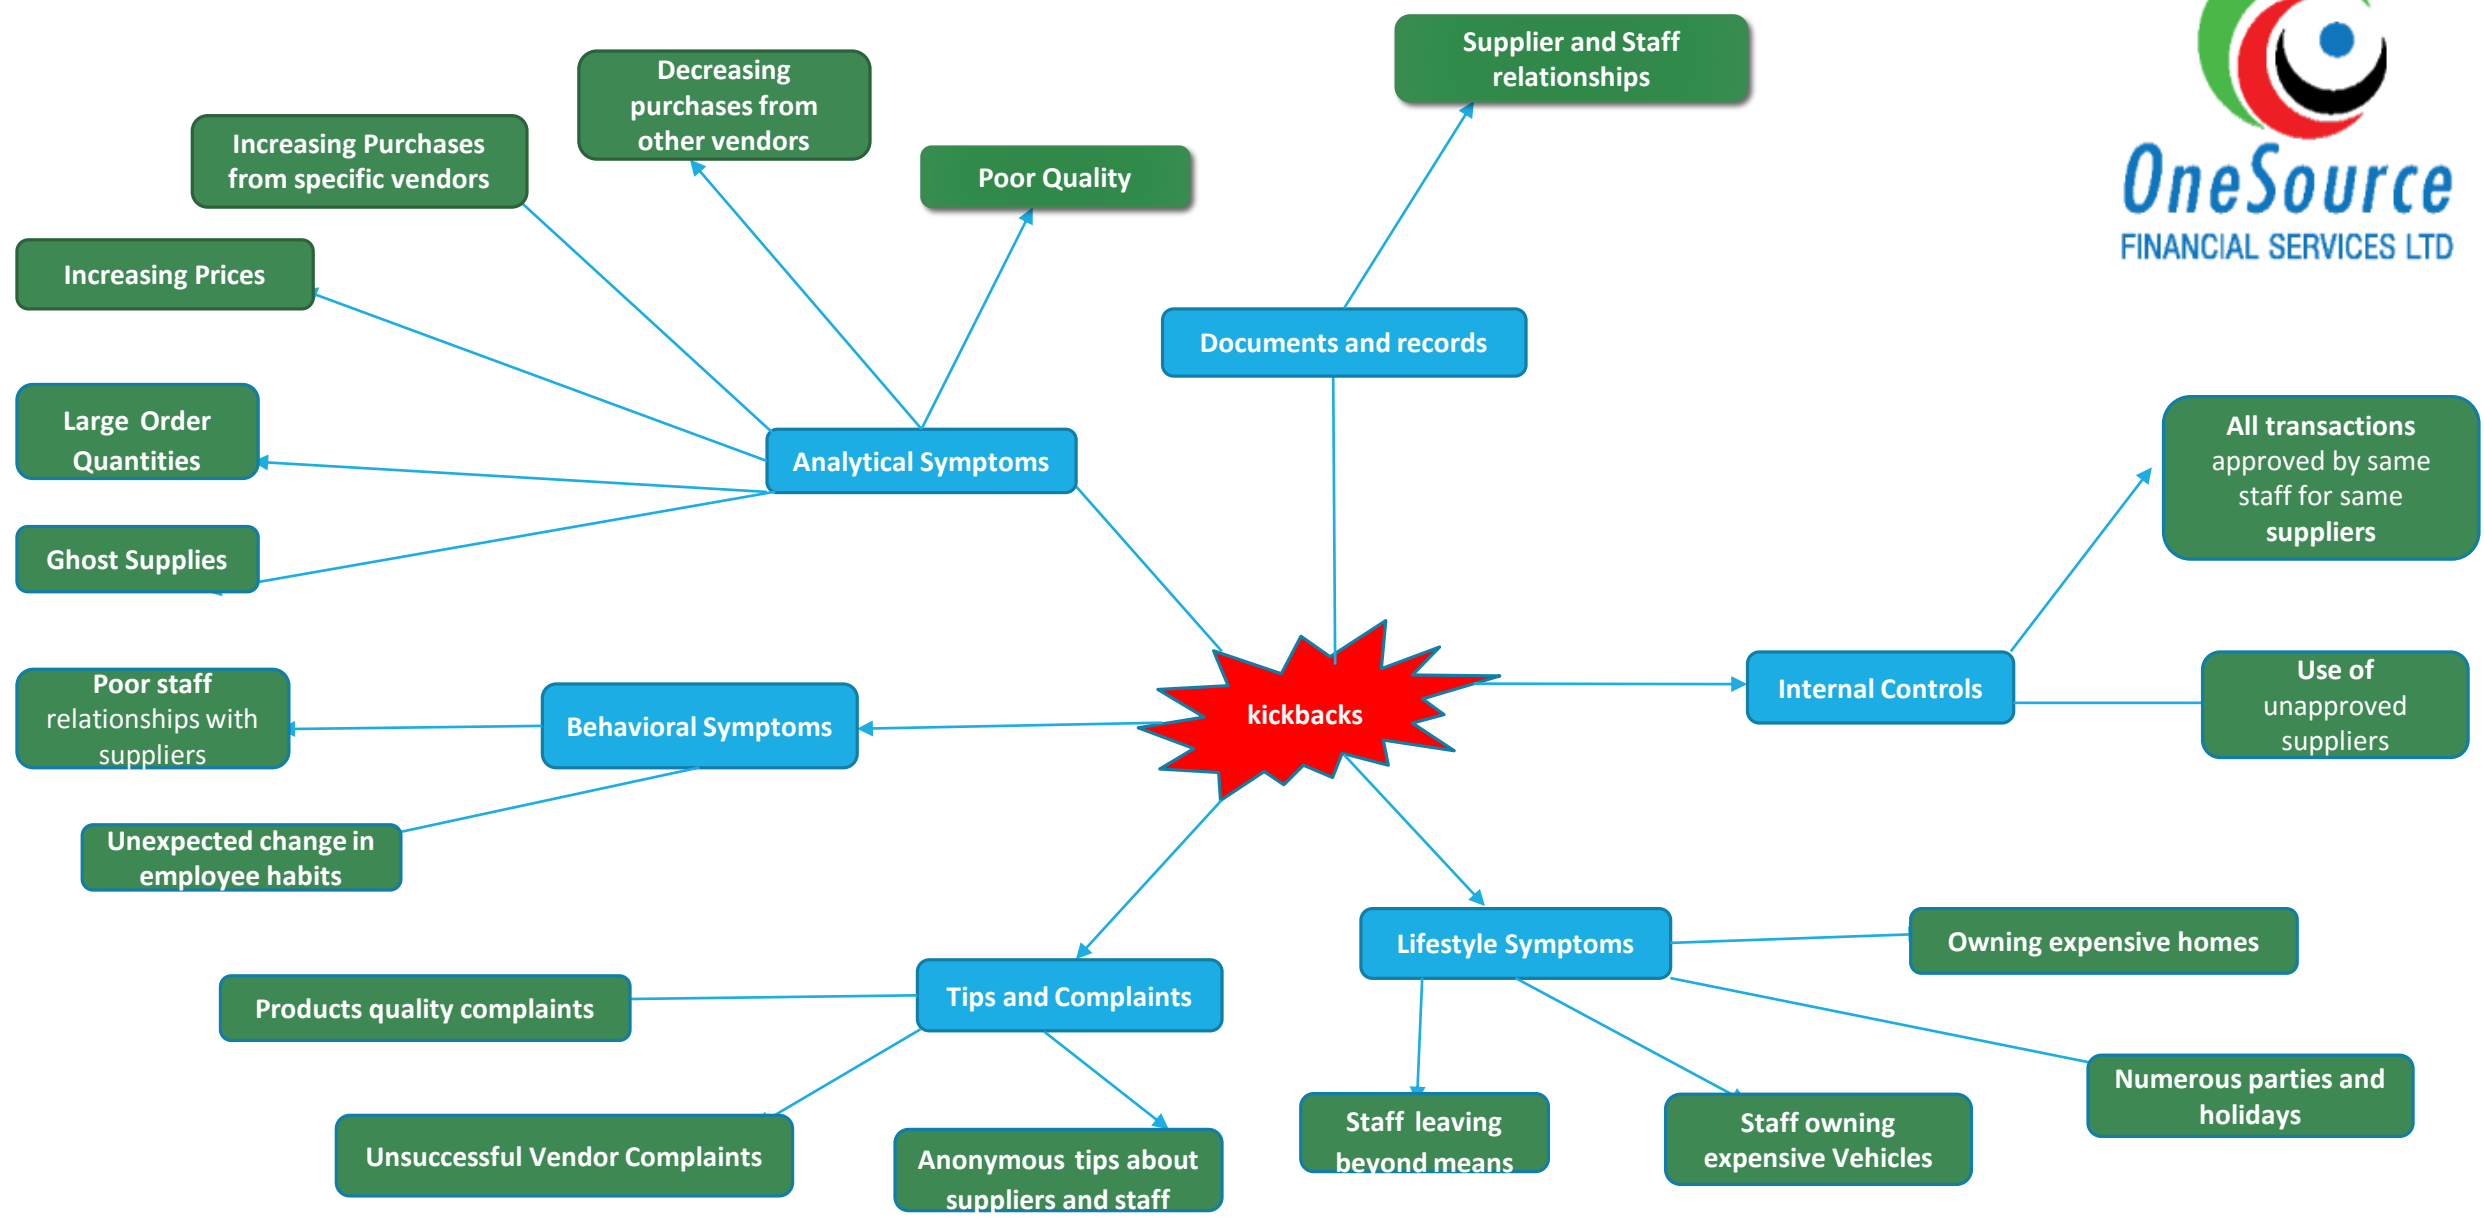 Supplier and Staff
relationships
Decreasing
purchases from
other vendors
Increasing Purchases
from specific vendors
Poor Quality
OneSource
FINANCIAL SERVICES LTD
Increasing Prices
Documents and records
Large Order
Quantities
Analytical Symptoms
All transactions
approved by same
staff for same
suppliers
Ghost Supplies
Poor staff
relationships with
suppliers
Behavioral Symptoms
kickbacks
Internal Controls
Use of
unapproved
suppliers
Unexpected change in
employee habits
Lifestyle Symptoms
Owning expensive homes
Products quality complaints
Tips and Complaints
Numerous parties and
holidays
Unsuccessful Vendor Complaints
Anonymous tips about
suppliers and staff
Staff leaving
beyond means
Staff owning
expensive Vehicles